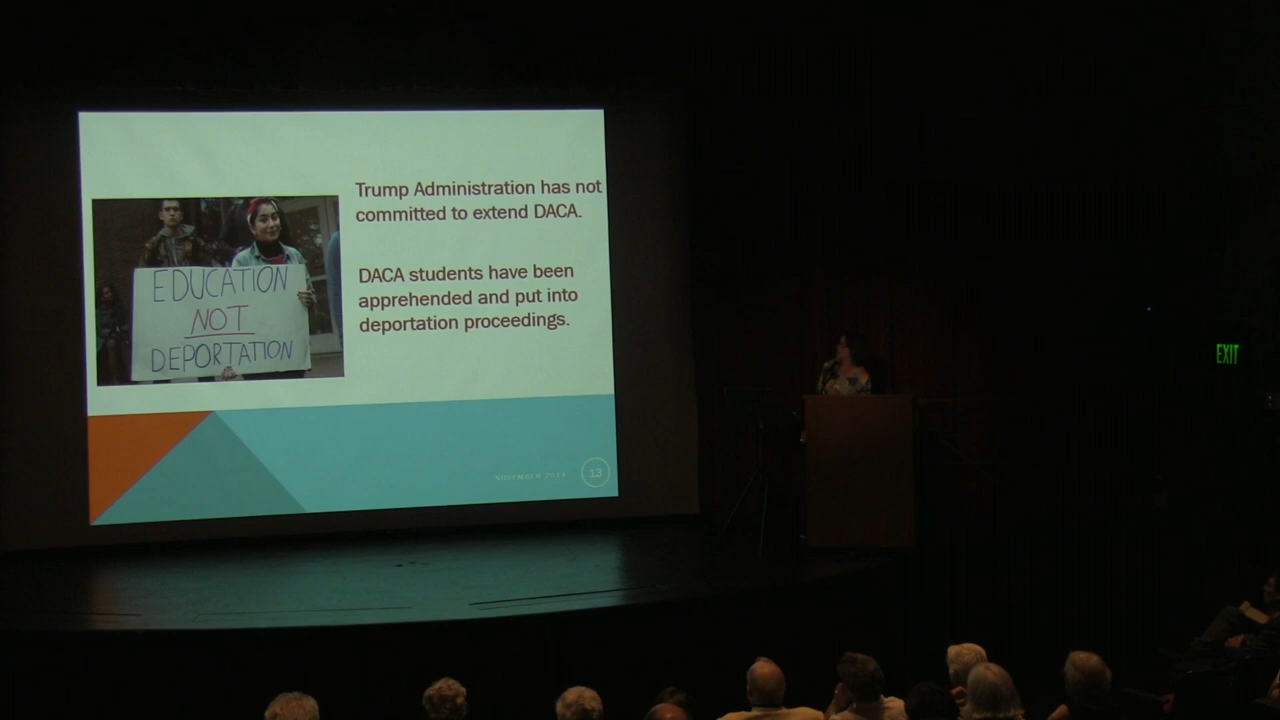 Trump Administration has not
committed to extend DACA.
DACA students have been
apprehended and put into
deportation proceedings.
EDUCATION
NOT
DEPORTATION
NOVEMBER
13
EXIT